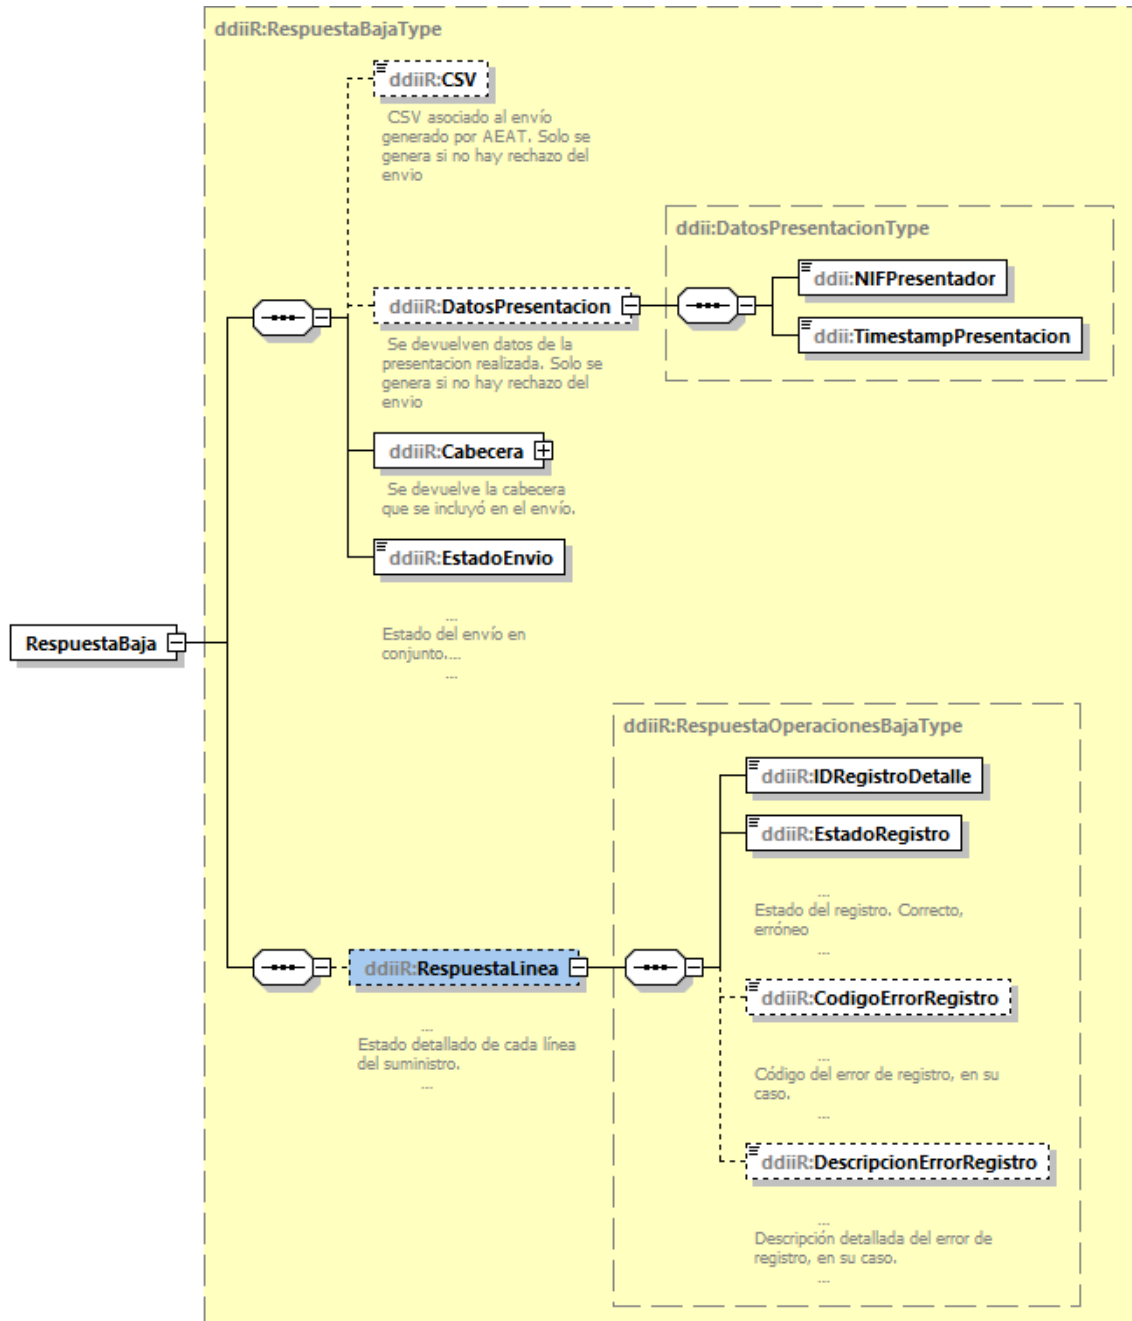 ddiiR:RespuestaBajaType
ddiiR:CSV
CSV asociado al envío
generado por AEAT. Solo se
genera si no hay rechazo del
envio
ddii:DatosPresentacionType
ddii:NIFPresentador
ddiiR:DatosPresentacion
ddii:TimestampPresentacion
Se devuelven datos de la
presentacion realizada. Solo se
genera si no hay rechazo del
envio
ddiiR:Cabecera
Se devuelve la cabecera
que se incluyó en el envío.
ddiiR:EstadoEnvio
...
Estado del envío en
conjunto....
...
RespuestaBaja
ddiiR:RespuestaOperacionesBajaType
ddiiR:IDRegistroDetalle
ddiiR:EstadoRegistro
...
Estado del registro. Correcto,
erróneo
...
ddiiR:RespuestaLinea
...
Estado detallado de cada línea
del suministro.
...
ddiiR:CodigoErrorRegistro
...
Código del error de registro, en su
caso.
...
ddiiR:DescripcionErrorRegistro
...
Descripción detallada del error de
registro, en su caso.
...